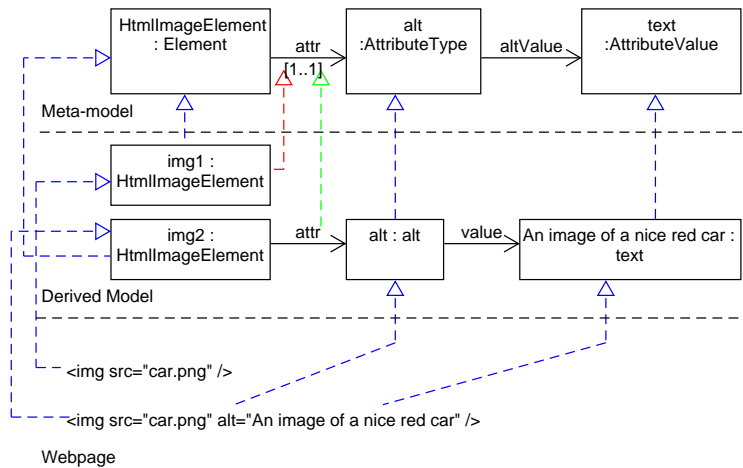 HtmlImageElement
: Element
attr
[1..1]
alt
:AttributeType
altValue
text
:AttributeValue
Meta-model
img1 :
HtmlImageElement
img2 :
HtmlImageElement
attr
alt : alt
value
An image of a nice red car :
text
Derived Model
<img src="car.png" />
<img src="car.png" alt="An image of a nice red car" />
Webpage